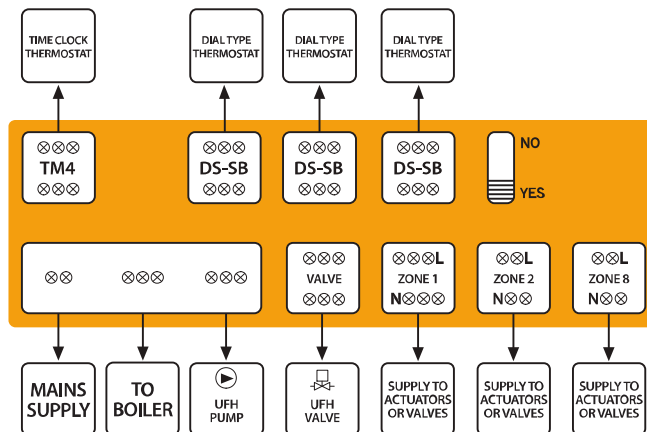 TIME CLOCK
THERMOSTAT
DIAL TYPE
THERMOSTAT
DIAL TYPE
THERMOSTAT
DIAL TYPE
THERMOSTAT
TM4
DS-SB
DS-SB
DS-SB
NO
YES
VALVE
L
ZONE 1
N
L
ZONE 2
N
L
ZONE 8
N
MAINS
SUPPLY
TO
BOILER
UFH
PUMP
UFH
VALVE
SUPPLY TO
ACTUATORS
OR VALVES
SUPPLY TO
ACTUATORS
OR VALVES
SUPPLY TO
ACTUATORS
OR VALVES